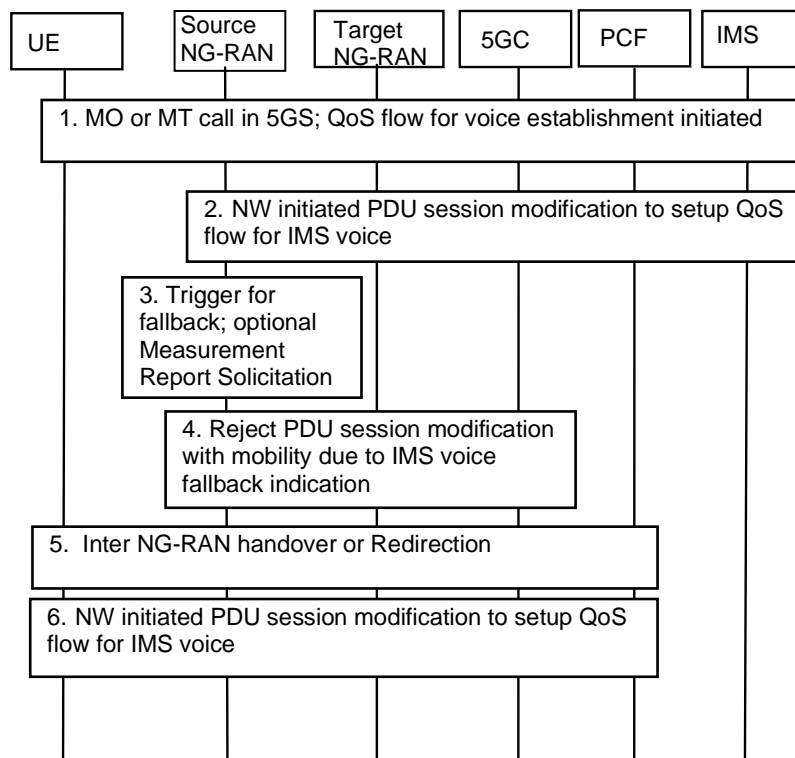 UE
Source
NG-RAN
Target
NG-RAN
5GC
PCF
IMS
1. MO or MT call in 5GS; QoS flow for voice establishment initiated
2. NW initiated PDU session modification to setup QoS
flow for IMS voice
3. Trigger for
fallback; optional
Measurement
Report Solicitation
4. Reject PDU session modification
with mobility due to IMS voice
fallback indication
5. Inter NG-RAN handover or Redirection
6. NW initiated PDU session modification to setup QoS
flow for IMS voice